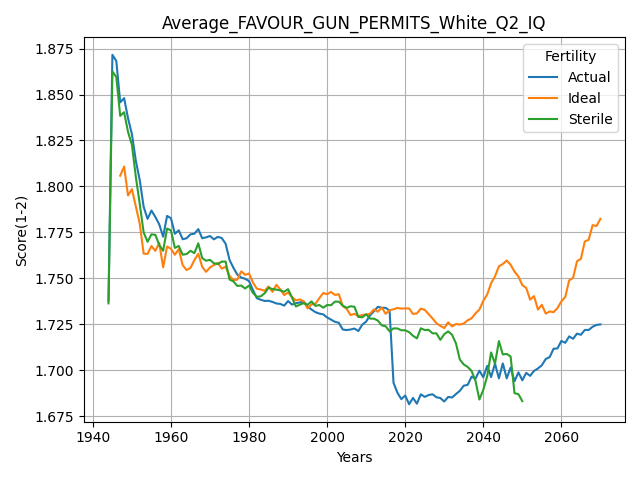 Average_FAVOUR_GUN_PERMITS_White_Q2_IQ
Fertility
Actual
Ideal
Sterile
Score(1-2)
1.875
1.850
1.825
1.800
1.775
1.750
1.725
1.700
1.675
1940 1960 1980 2000 2020 2040 2060
Years